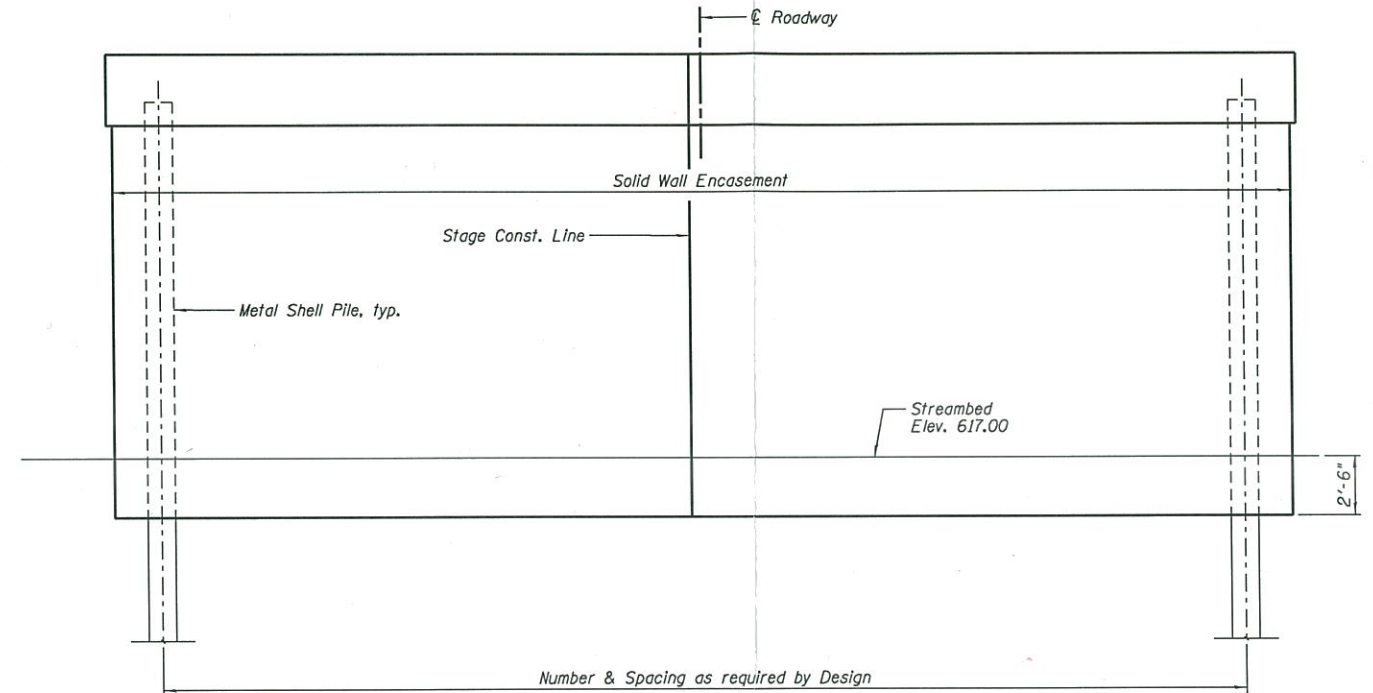 ℄ Roadway
Solid Wall Encasement
Stage Const. Line
Metal Shell Pile, typ.
Streambed
Elev. 617.00
2'-6"
Number & Spacing as required by Design